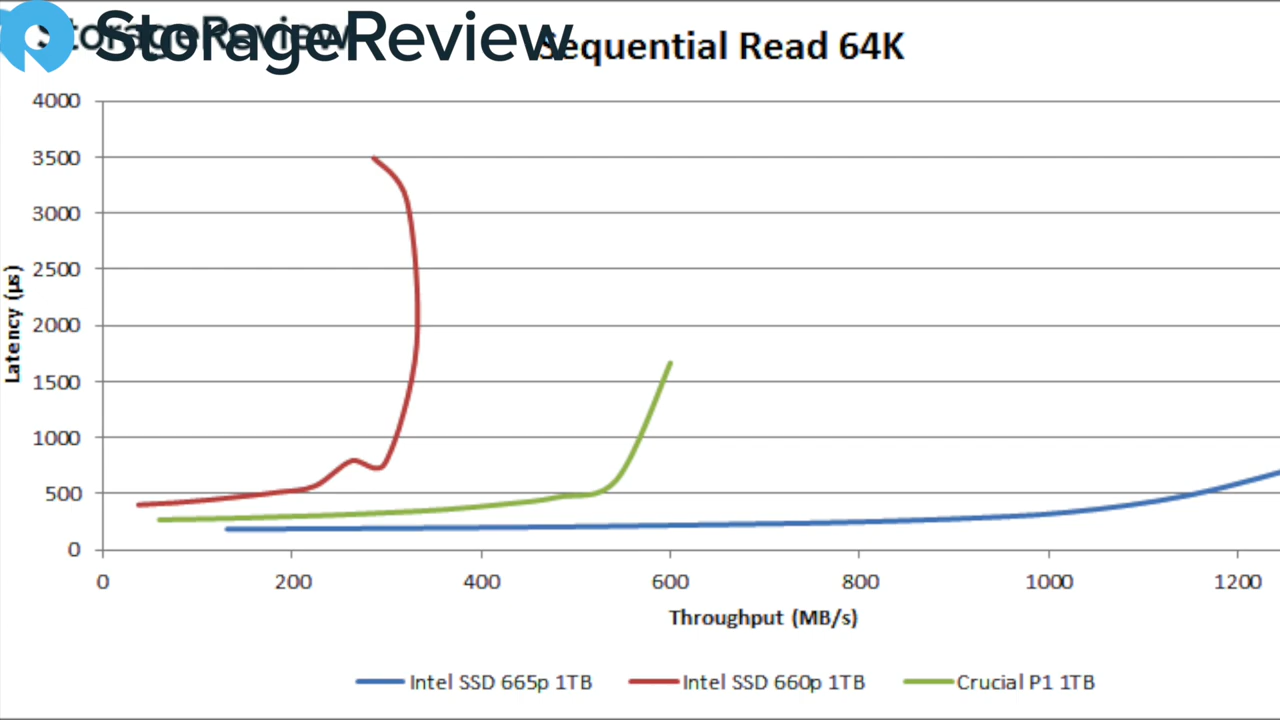 StorageReview
StorageReview
Sequential Read 64K
4000
3500
3000
2500
2000
1500
1000
500
0
Latency (µs)
0 200 400 600 800 1000 1200
Throughput (MB/s)
Intel SSD 665p 1TB Intel SSD 660p 1TB Crucial P1 1TB